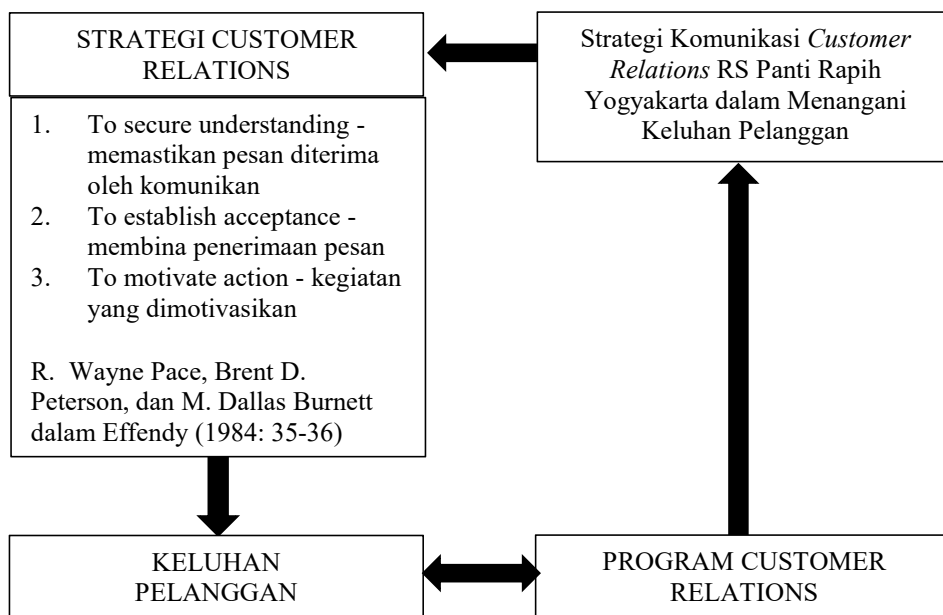 STRATEGI CUSTOMER
RELATIONS
1. To secure understanding -
memastikan pesan diterima
oleh komunikan
2. To establish acceptance -
membina penerimaan pesan
3. To motivate action - kegiatan
yang dimotivasikan
R. Wayne Pace, Brent D.
Peterson, dan M. Dallas Burnett
dalam Effendy (1984: 35-36)
Strategi Komunikasi Customer
Relations RS Panti Rapih
Yogyakarta dalam Menangani
Keluhan Pelanggan
KELUHAN
PELANGGAN
PROGRAM CUSTOMER
RELATIONS